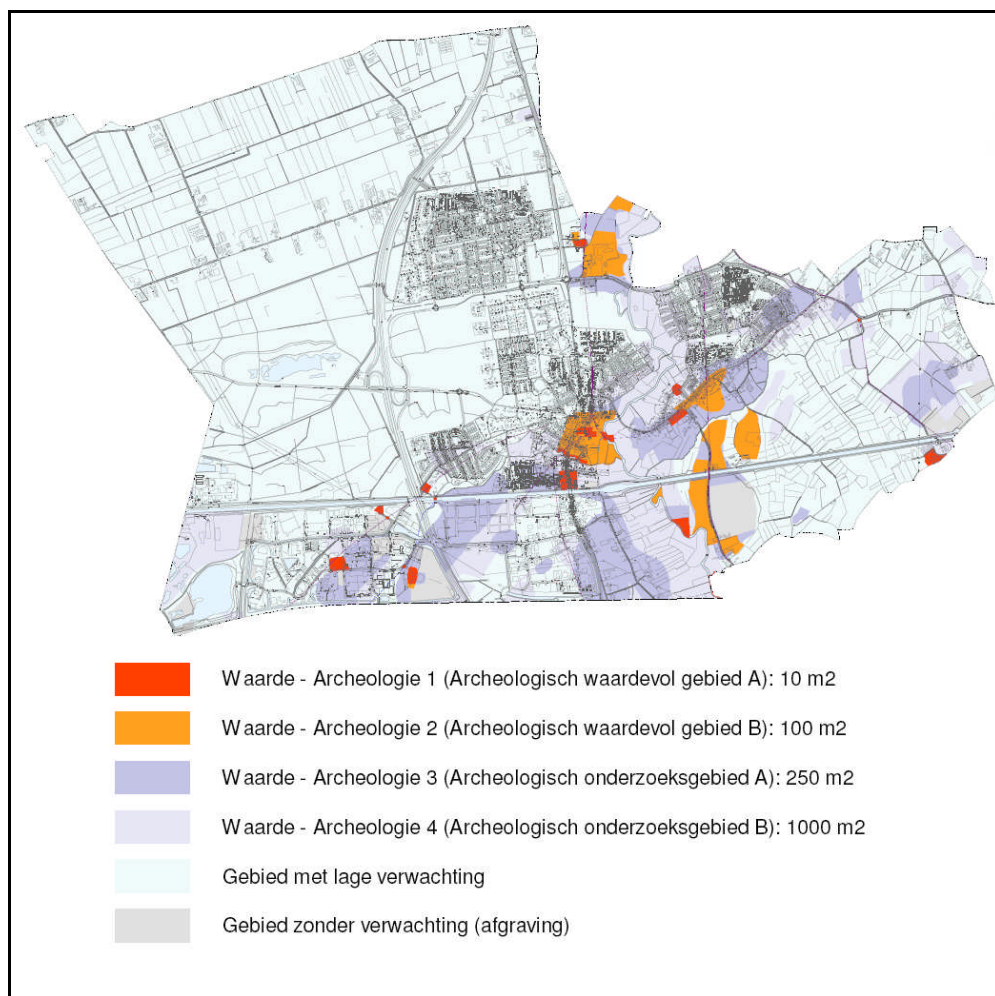 Waarde - Archeologie 1 (Archeologisch waardevol gebied A): 10 m2
Waarde - Archeologie 2 (Archeologisch waardevol gebied B): 100 m2
Waarde - Archeologie 3 (Archeologisch onderzoeksgebied A): 250 m2
Waarde - Archeologie 4 (Archeologisch onderzoeksgebied B): 1000 m2
Gebied met lage verwachting
Gebied zonder verwachting (afgraving)